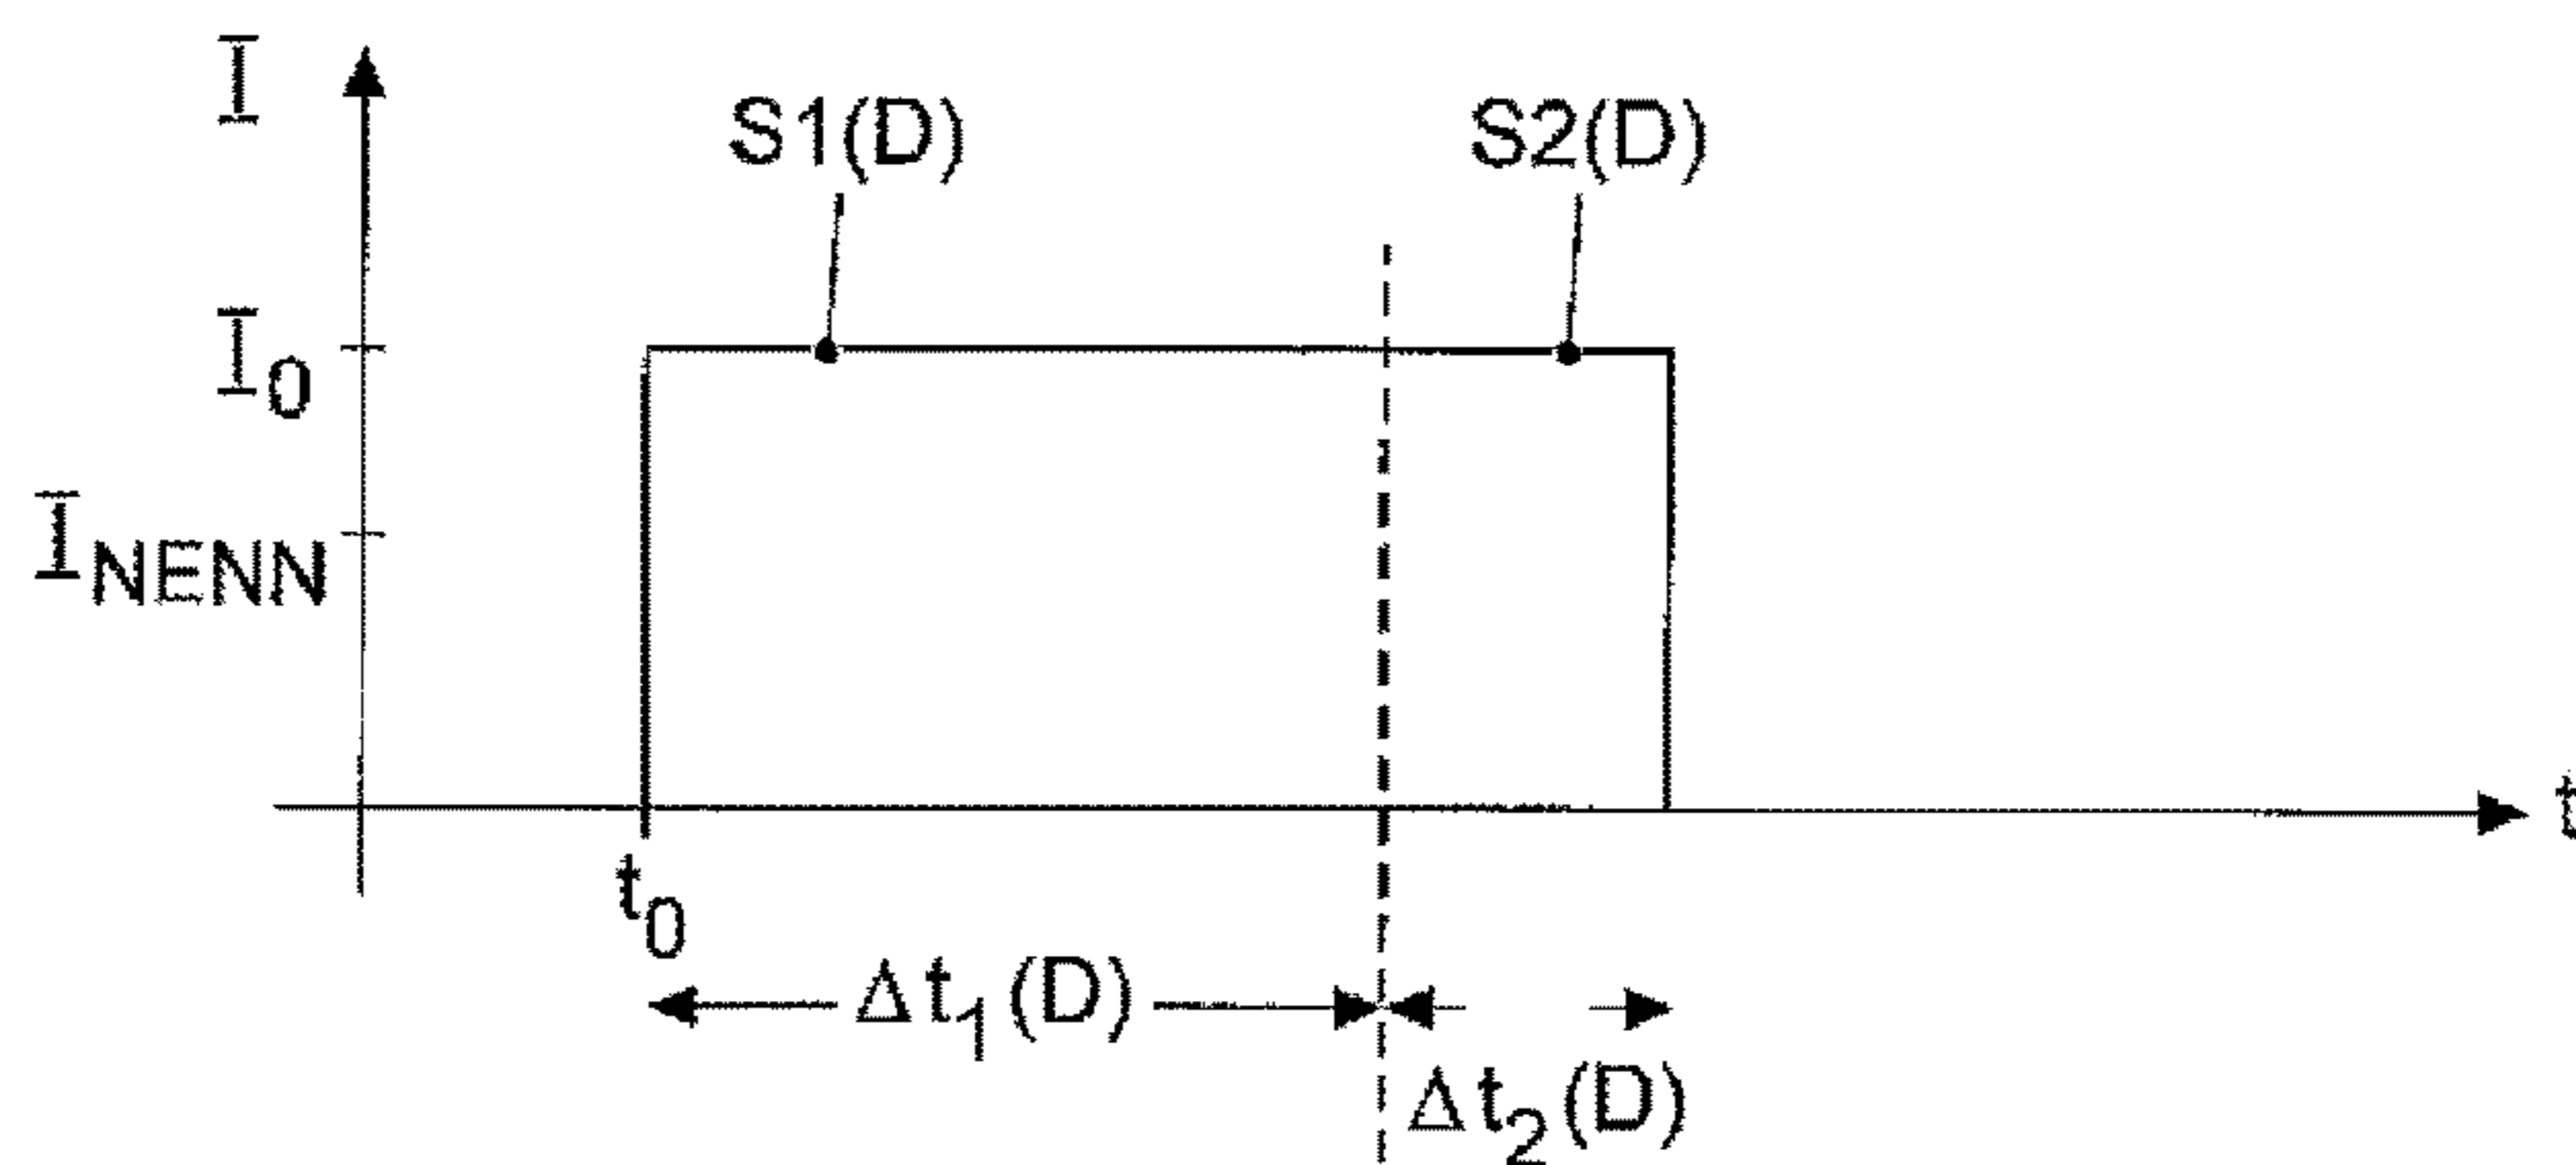 I
S1(D)
S2(D)
I0
INENN
t
t0
Δt1(D)
Δt2(D)